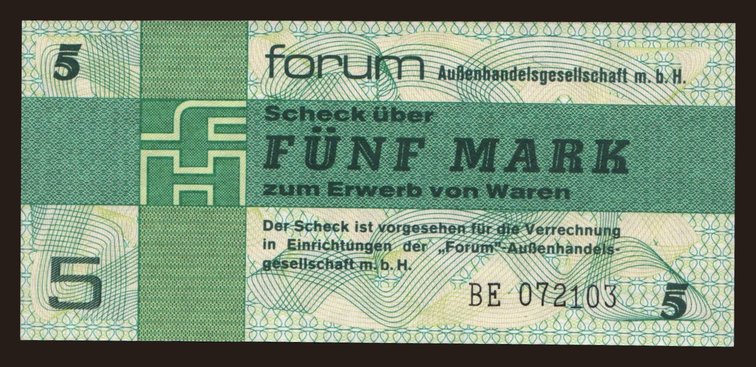 5
forum Außenhandelsgesellschaft m. b. H.
Scheck über
FÜNF MARK
zum Erwerb von Waren
Der Scheck ist vorgesehen für die Verrechnung
in Einrichtungen der „Forum"-Außenhandels-
gesellschaft m. b. H.
5
BE 072103
5